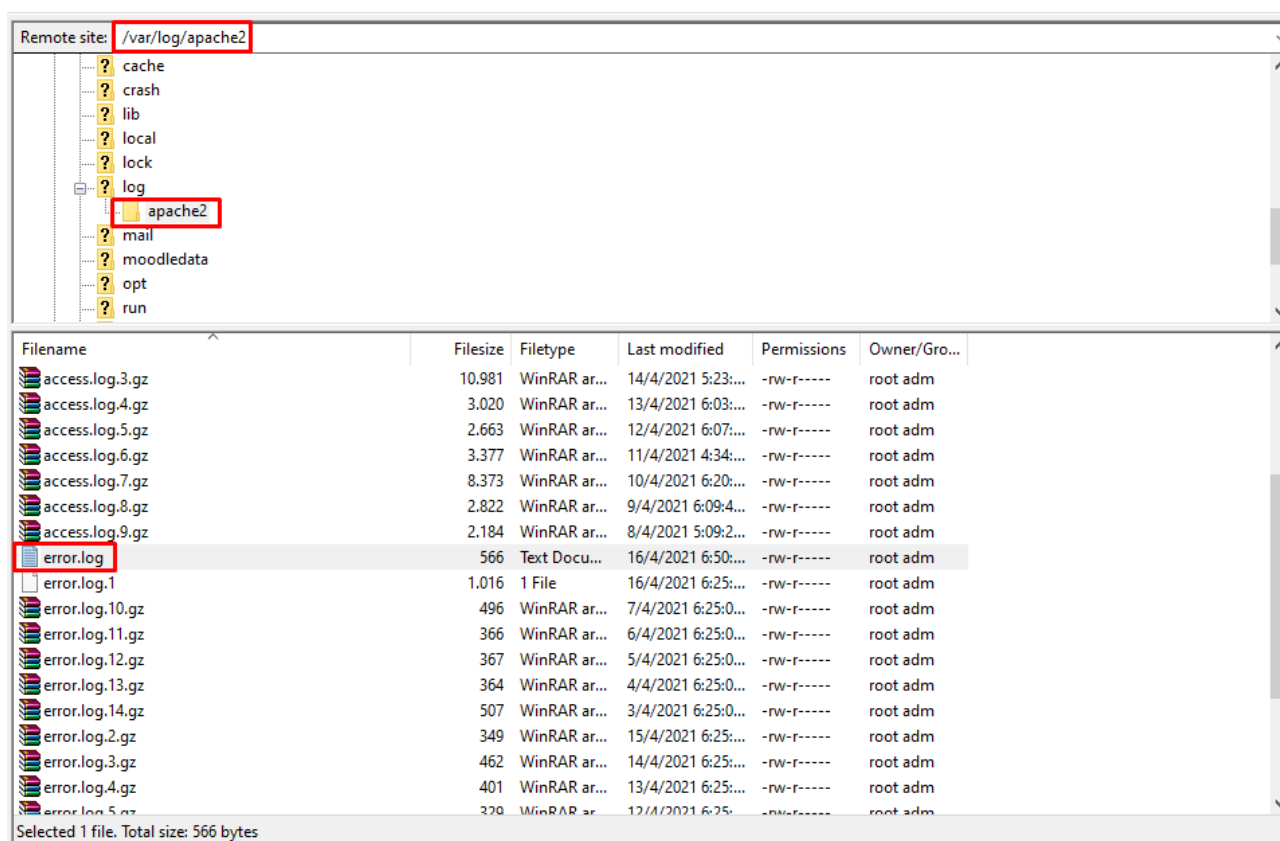 Remote site: /var/log/apache2
cache
crash
lib
local
lock
log
apache2
mail
moodledata
opt
run
Filename Filesize Filetype Last modified Permissions Owner/Gro...
access.log.3.gz 10.981 WinRAR ar... 14/4/2021 5:23:... -rw-r----- root adm
access.log.4.gz 3.020 WinRAR ar... 13/4/2021 6:03:... -rw-r----- root adm
access.log.5.gz 2.663 WinRAR ar... 12/4/2021 6:07:... -rw-r----- root adm
access.log.6.gz 3.377 WinRAR ar... 11/4/2021 4:34:... -rw-r----- root adm
access.log.7.gz 8.373 WinRAR ar... 10/4/2021 6:20:... -rw-r----- root adm
access.log.8.gz 2.822 WinRAR ar... 9/4/2021 6:09:4... -rw-r----- root adm
access.log.9.gz 2.184 WinRAR ar... 8/4/2021 5:09:2... -rw-r----- root adm
error.log 566 Text Docu... 16/4/2021 6:50:... -rw-r----- root adm
error.log.1 1.016 1 File 16/4/2021 6:25:... -rw-r----- root adm
error.log.10.gz 496 WinRAR ar... 7/4/2021 6:25:0... -rw-r----- root adm
error.log.11.gz 366 WinRAR ar... 6/4/2021 6:25:0... -rw-r----- root adm
error.log.12.gz 367 WinRAR ar... 5/4/2021 6:25:0... -rw-r----- root adm
error.log.13.gz 364 WinRAR ar... 4/4/2021 6:25:0... -rw-r----- root adm
error.log.14.gz 507 WinRAR ar... 3/4/2021 6:25:0... -rw-r----- root adm
error.log.2.gz 349 WinRAR ar... 15/4/2021 6:25:... -rw-r----- root adm
error.log.3.gz 462 WinRAR ar... 14/4/2021 6:25:... -rw-r----- root adm
error.log.4.gz 401 WinRAR ar... 13/4/2021 6:25:... -rw-r----- root adm
error.log.5.gz 329 WinRAR ar... 12/4/2021 6:25:... -rw-r----- root adm
Selected 1 file. Total size: 566 bytes